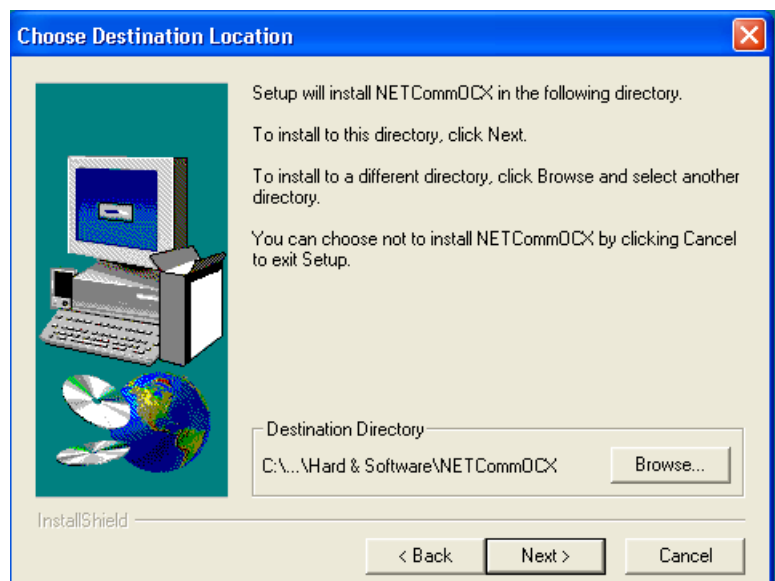 Choose Destination Location
Setup will install NETCommOCX in the following directory.
To install to this directory, click Next.
To install to a different directory, click Browse and select another
directory.
You can choose not to install NETCommOCX by clicking Cancel
to exit Setup.
Destination Directory
C:\...\Hard & Software\NETCommOCX
Browse...
InstallShield
< Back
Next >
Cancel